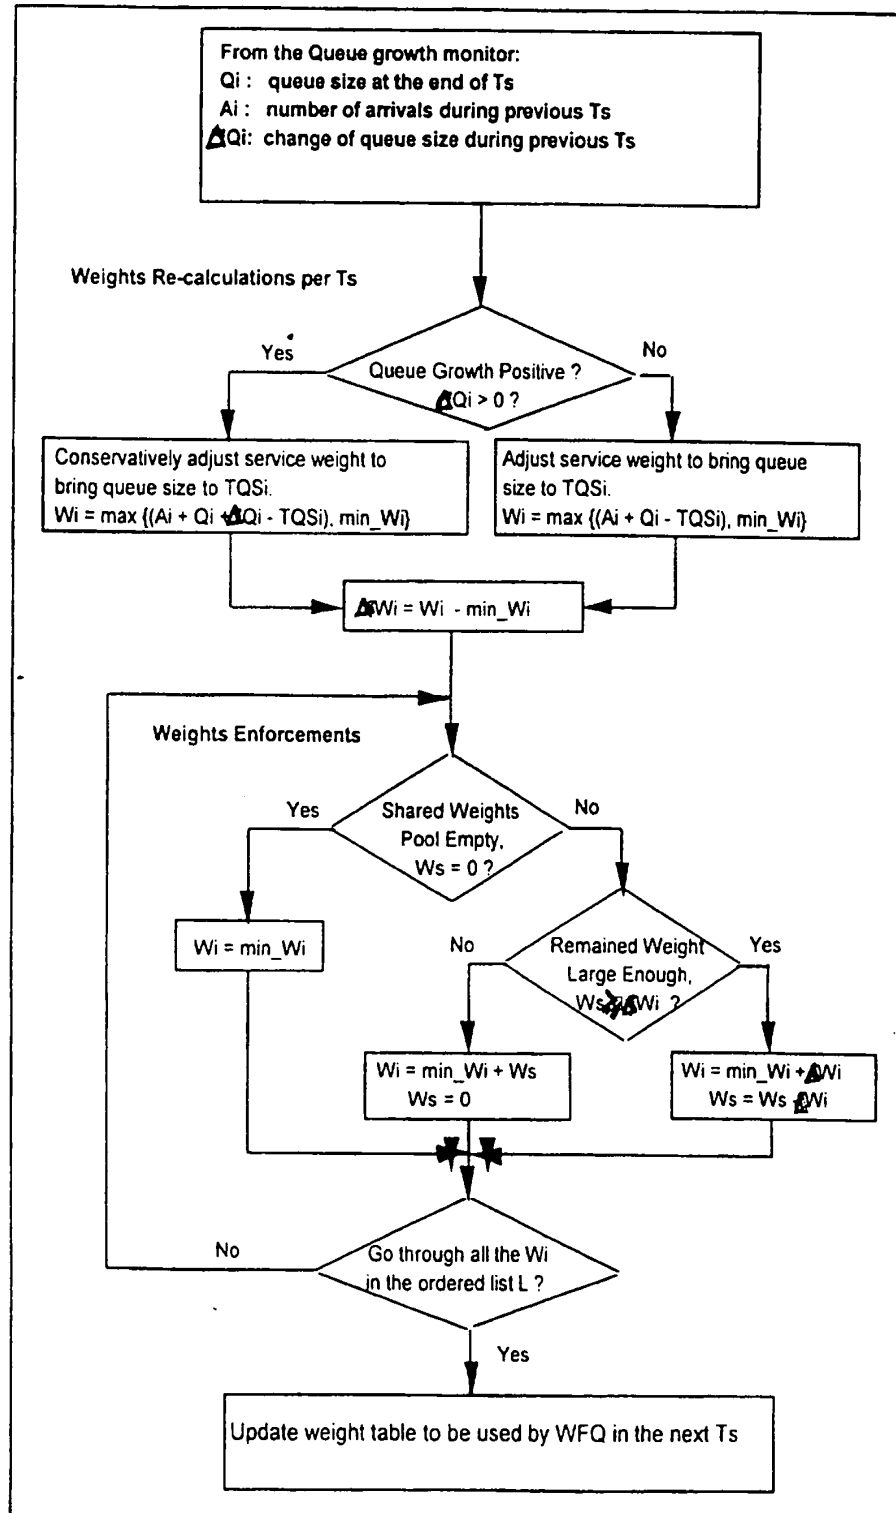 From the Queue growth monitor:
Qi : queue size at the end of Ts
Ai : number of arrivals during previous Ts
ΔQi: change of queue size during previous Ts
Weights Re-calculations per Ts
Yes
No
Queue Growth Positive ?
ΔQi > 0 ?
Conservatively adjust service weight to
bring queue size to TQSi.
Wi = max {(Ai + Qi + ΔQi - TQSi), min_Wi}
Adjust service weight to bring queue
size to TQSi.
Wi = max {(Ai + Qi - TQSi), min_Wi}
ΔWi = Wi - min_Wi
Weights Enforcements
Yes
No
Shared Weights
Pool Empty,
Ws = 0 ?
Wi = min_Wi
No
Yes
Remained Weight
Large Enough,
Ws ΔWi ?
Wi = min_Wi + Ws
Ws = 0
Wi = min_Wi + ΔWi
Ws = Ws - ΔWi
No
Go through all the Wi
in the ordered list L ?
Yes
Update weight table to be used by WFQ in the next Ts